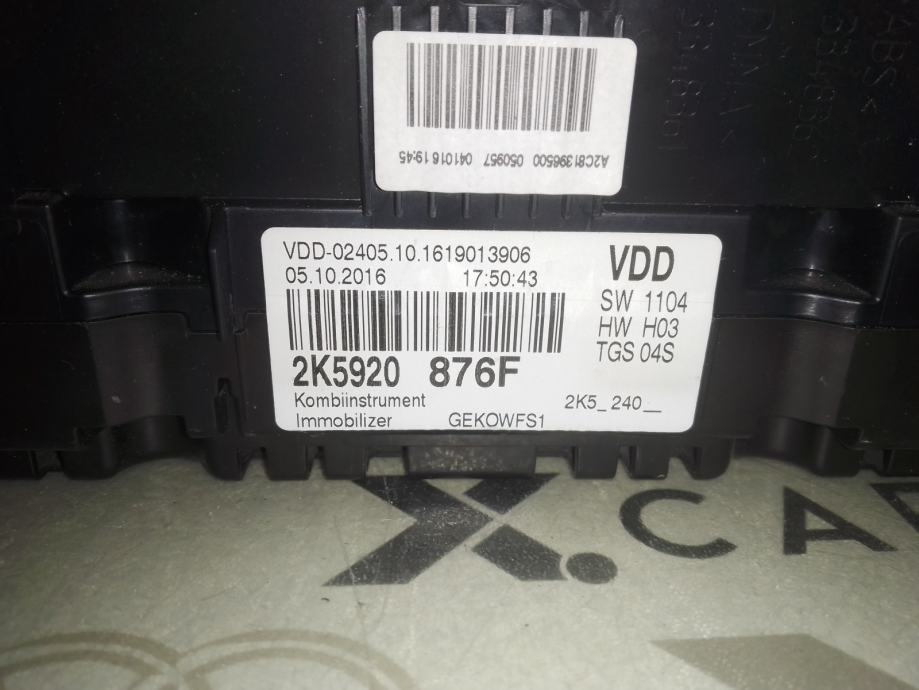 A2C81396500 050957 041016 19:45
VDD-02405.10.1619013906
05.10.2016 17:50:43
VDD
SW 1104
HW H03
TGS 04S
2K5920 876F
Kombiinstrument 2K5_240__
Immobilizer GEKOWFS1
X.CA